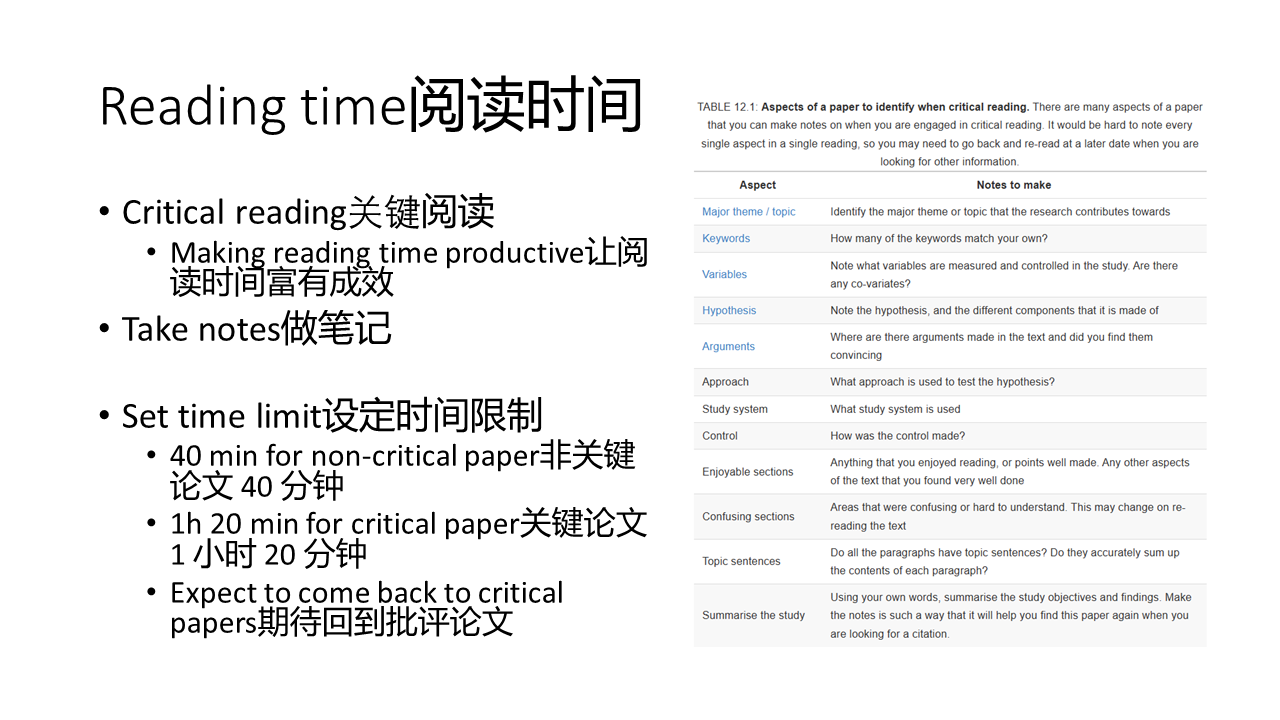 Reading time阅读时间
• Critical reading关键阅读
• Making reading time productive让阅
读时间富有成效
• Take notes做笔记
• Set time limit设定时间限制
• 40 min for non-critical paper非关键
论文 40 分钟
• 1h 20 min for critical paper关键论文
1 小时 20 分钟
• Expect to come back to critical
papers期待回到批评论文
TABLE 12.1: Aspects of a paper to identify when critical reading. There are many aspects of a paper
that you can make notes on when you are engaged in critical reading. It would be hard to note every
single aspect in a single reading, so you may need to go back and re-read at a later date when you are
looking for other information.
Aspect Notes to make
Major theme / topic Identify the major theme or topic that the research contributes towards
Keywords How many of the keywords match your own?
Variables Note what variables are measured and controlled in the study. Are there
any co-variates?
Hypothesis Note the hypothesis, and the different components that it is made of
Arguments Where are there arguments made in the text and did you find them
convincing
Approach What approach is used to test the hypothesis?
Study system What study system is used
Control How was the control made?
Enjoyable sections Anything that you enjoyed reading, or points well made. Any other aspects
of the text that you found very well done
Confusing sections Areas that were confusing or hard to understand. This may change on re-
reading the text
Topic sentences Do all the paragraphs have topic sentences? Do they accurately sum up
the contents of each paragraph?
Summarise the study Using your own words, summarise the study objectives and findings. Make
the notes is such a way that it will help you find this paper again when you
are looking for a citation.